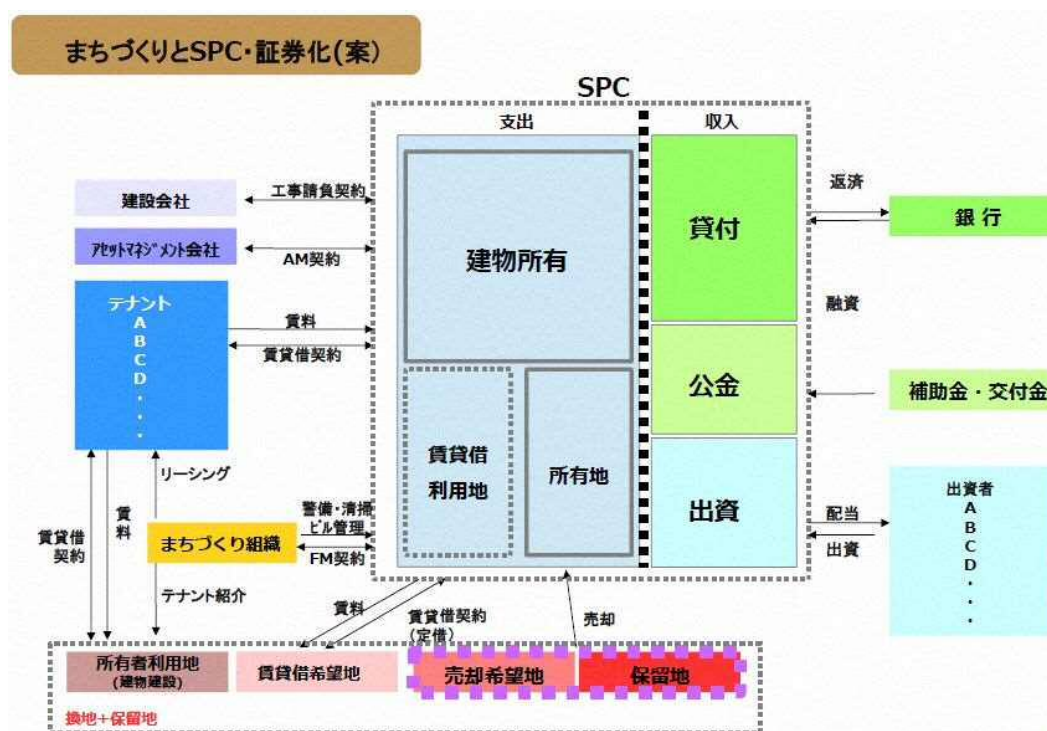 まちづくりとSPC・証券化(案)
SPC
支出
収入
建設会社
工事請負契約
アセットマネジメント会社
AM契約
テナント
A
B
C
D
・
・
・
賃料
賃貸借契約
建物所有
賃貸借
利用地
所有地
貸付
公金
出資
返済
銀行
融資
補助金・交付金
配当
出資
出資者
A
B
C
D
・
・
・
賃貸借
契約
賃料
リーシング
まちづくり組織
警備・清掃
ビル管理
FM契約
テナント紹介
賃料
賃貸借契約
(定借)
売却
所有者利用地
(建物建設)
賃貸借希望地
売却希望地
保留地
換地+保留地